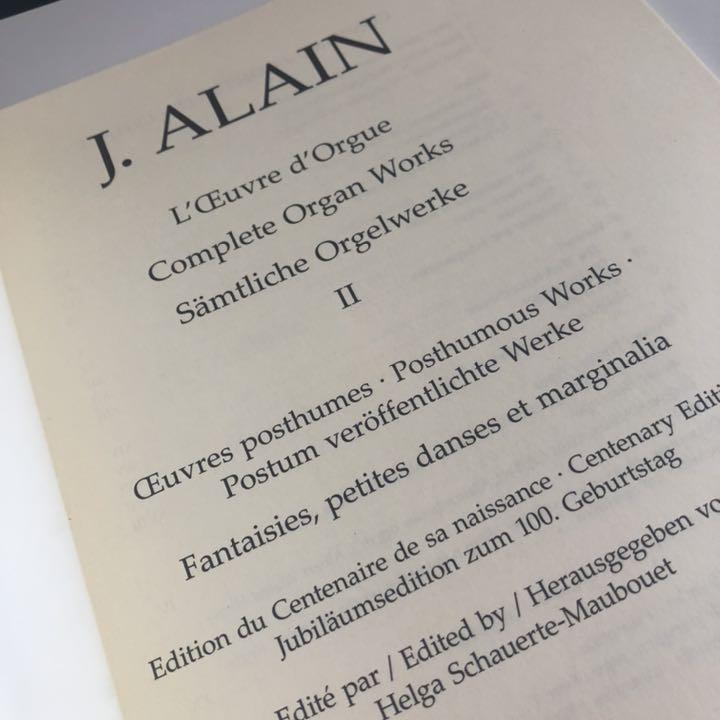 J. ALAIN
L'Œuvre d'Orgue
Complete Organ Works
Sämtliche Orgelwerke
II
Œuvres posthumes · Posthumous Works ·
Postum veröffentlichte Werke
Fantaisies, petites danses et marginalia
Edition du Centenaire de sa naissance · Centenary Edit
Jubiläumsedition zum 100. Geburtstag
Edité par / Edited by / Herausgegeben vo
Helga Schauerte-Maubouet